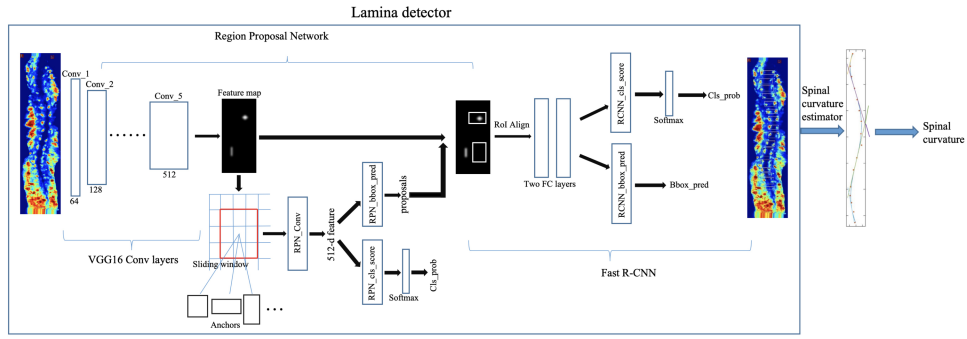 Lamina detector
Region Proposal Network
Conv_1
Conv_2
Conv_5
64
128
512
Feature map
VGG16 Conv layers
Sliding window
Anchors
RPN_Conv
512-d feature
RPN_bbox_pred
proposals
RPN_cls_score
Softmax
Cls_prob
RoI Align
Two FC layers
RCNN_cls_score
Softmax
Cls_prob
RCNN_bbox_pred
Bbox_pred
Fast R-CNN
Spinal
curvature
estimator
Spinal
curvature